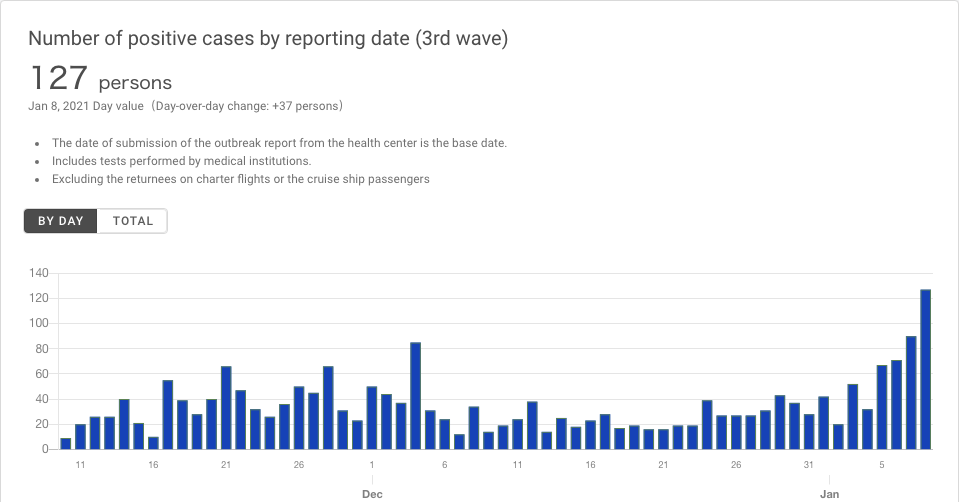 Number of positive cases by reporting date (3rd wave)
127 persons
Jan 8, 2021 Day value（Day-over-day change: +37 persons）
• The date of submission of the outbreak report from the health center is the base date.
• Includes tests performed by medical institutions.
• Excluding the returnees on charter flights or the cruise ship passengers
BY DAY TOTAL
140
120
100
80
60
40
20
0
11 16 21 26 1 6 11 16 21 26 31 5
Dec Jan